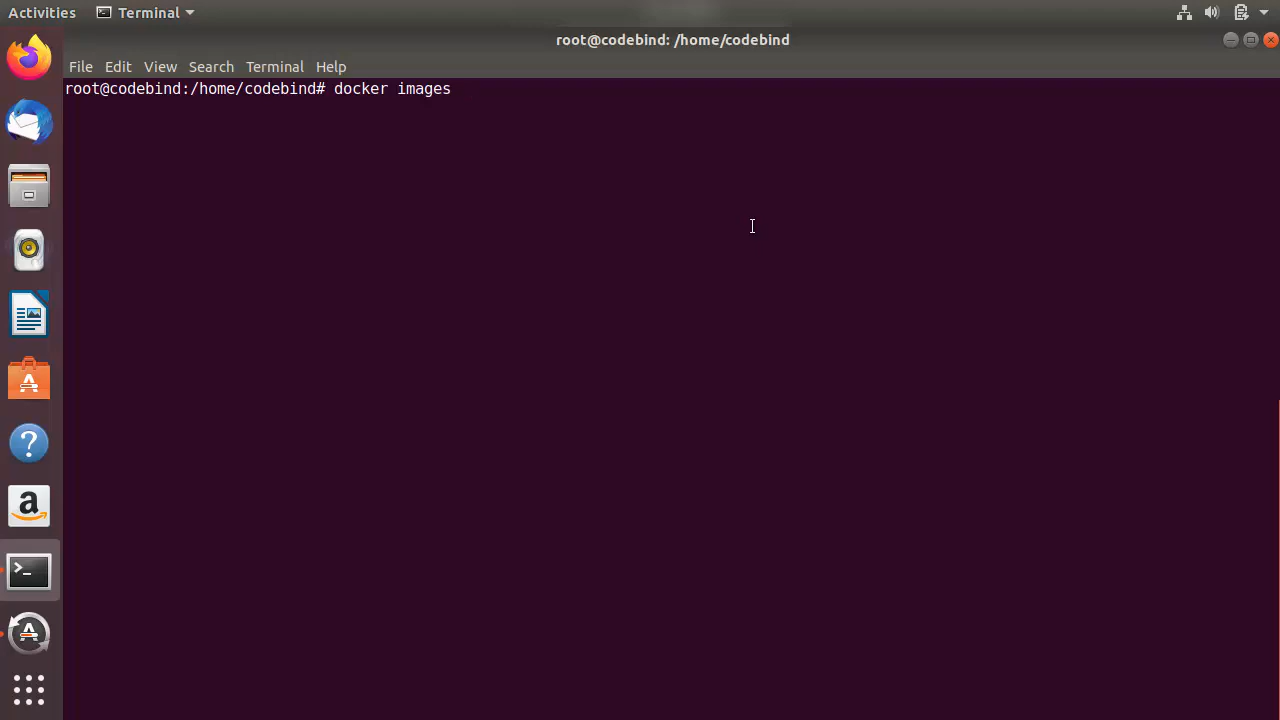 Activities Terminal
root@codebind: /home/codebind
File Edit View Search Terminal Help
root@codebind:/home/codebind# docker images